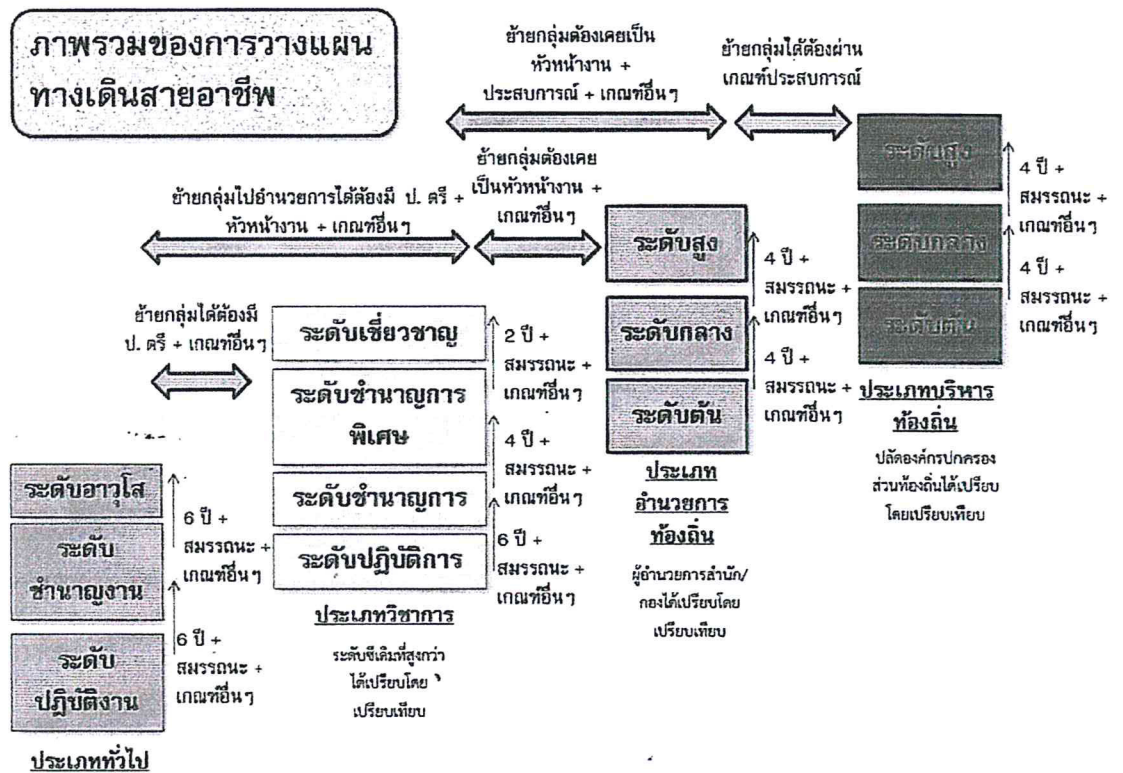 ภาพรวมของการวางแผน
ทางเดินสายอาชีพ
ย้ายกลุ่มต้องเคยเป็น
หัวหน้างาน +
ประสบการณ์ + เกณฑ์อื่นๆ
ย้ายกลุ่มได้ต้องผ่าน
เกณฑ์ประสบการณ์
ย้ายกลุ่มต้องเคย
เป็นหัวหน้างาน +
เกณฑ์อื่นๆ
ย้ายกลุ่มไปอำนวยการได้ต้องมี ป. ตรี +
หัวหน้างาน + เกณฑ์อื่นๆ
ย้ายกลุ่มได้ต้องมี
ป. ตรี + เกณฑ์อื่นๆ
ระดับอาวุโส
ระดับ
ชำนาญงาน
ระดับ
ปฏิบัติงาน
ประเภททั่วไป
6 ปี +
สมรรถนะ +
เกณฑ์อื่นๆ
6 ปี +
สมรรถนะ +
เกณฑ์อื่นๆ
ระดับเชี่ยวชาญ
ระดับชำนาญการ
พิเศษ
ระดับชำนาญการ
ระดับปฏิบัติการ
ประเภทวิชาการ
ระดับซีเดิมที่สูงกว่า
ได้เปรียบโดย
เปรียบเทียบ
2 ปี +
สมรรถนะ +
เกณฑ์อื่นๆ
4 ปี +
สมรรถนะ +
เกณฑ์อื่นๆ
6 ปี +
สมรรถนะ +
เกณฑ์อื่นๆ
ระดับสูง
ระดับกลาง
ระดับต้น
ประเภท
อำนวยการ
ท้องถิ่น
ผู้อำนวยการสำนัก/
กองได้เปรียบโดย
เปรียบเทียบ
4 ปี +
สมรรถนะ +
เกณฑ์อื่นๆ
4 ปี +
สมรรถนะ +
เกณฑ์อื่นๆ
ระดับสูง
ระดับกลาง
ระดับต้น
ประเภทบริหาร
ท้องถิ่น
ปลัดองค์กรปกครอง
ส่วนท้องถิ่นได้เปรียบ
โดยเปรียบเทียบ
4 ปี +
สมรรถนะ +
เกณฑ์อื่นๆ
4 ปี +
สมรรถนะ +
เกณฑ์อื่นๆ